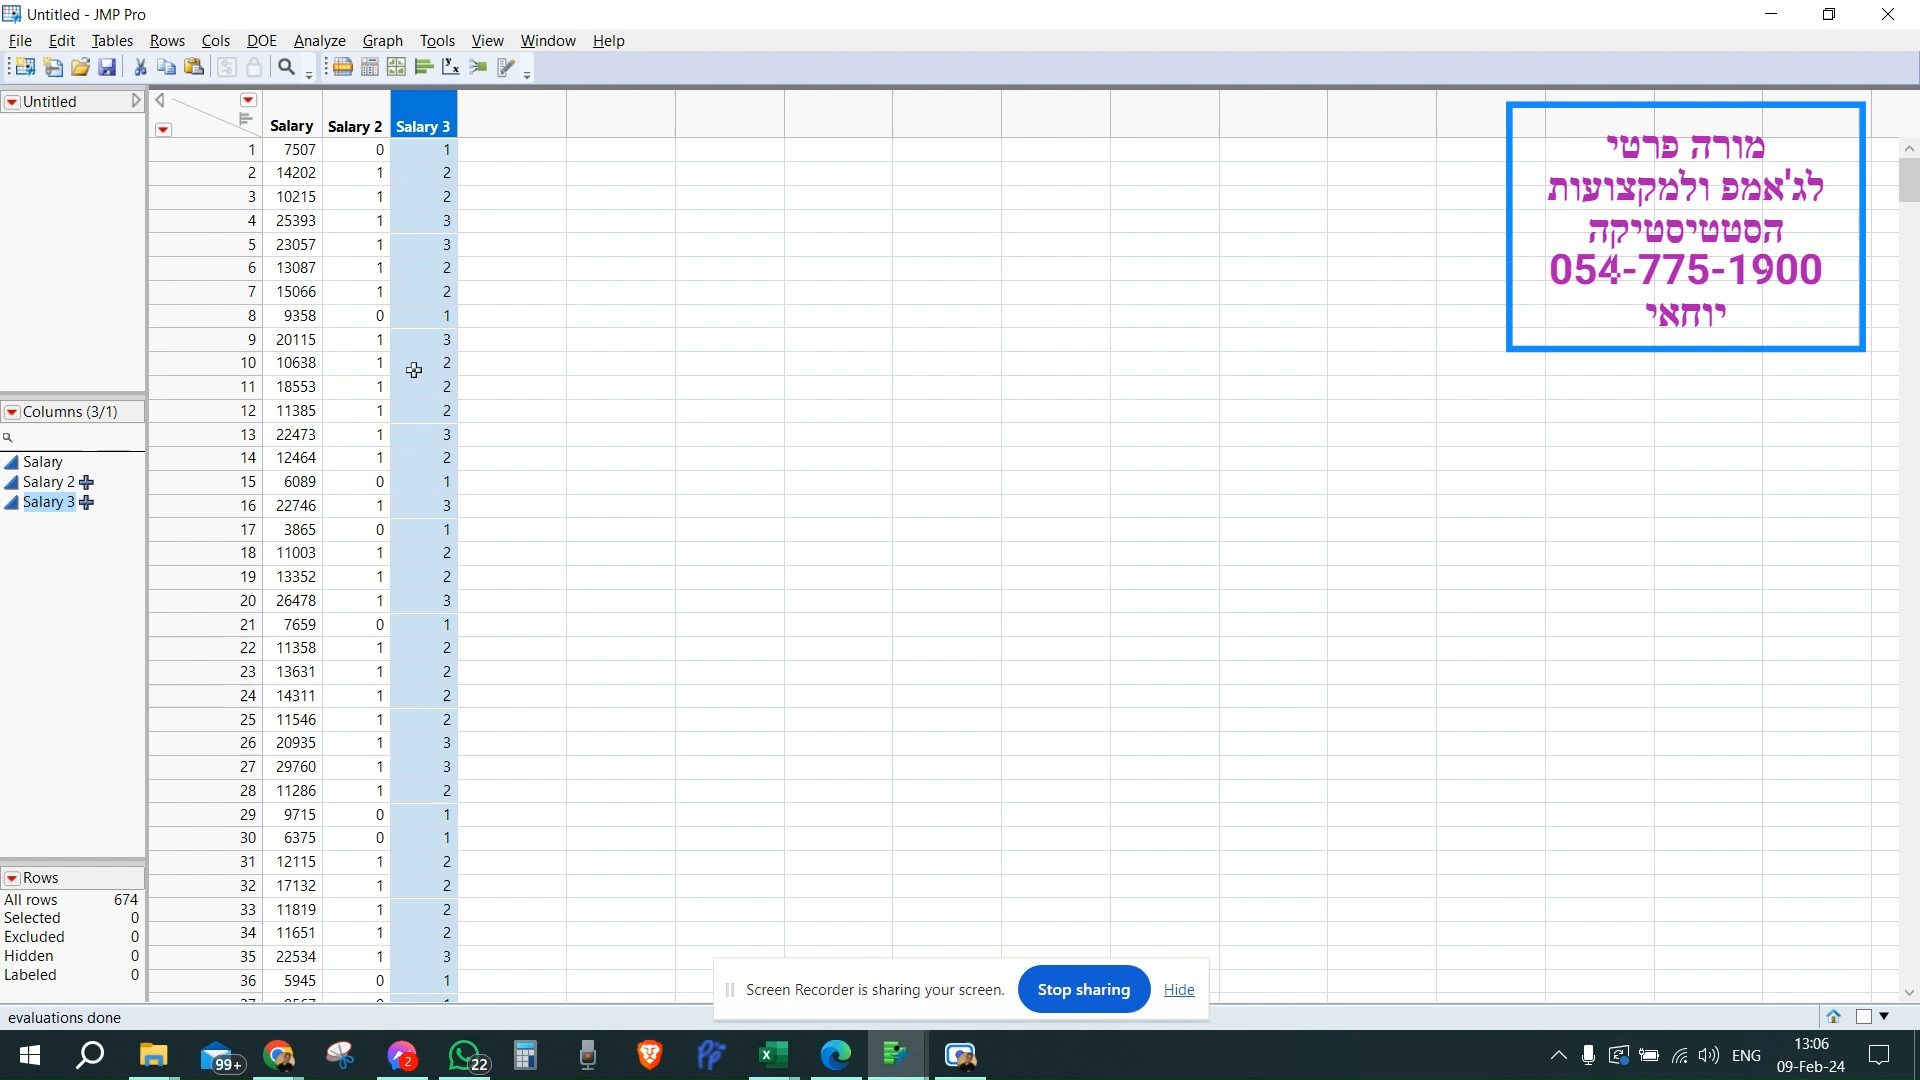 Untitled - JMP Pro
File Edit Tables Rows Cols DOE Analyze Graph Tools View Window Help
Untitled
Columns (3/1)
Salary
Salary 2
Salary 3
Rows
All rows 674
Selected 0
Excluded 0
Hidden 0
Labeled 0
Salary Salary 2 Salary 3
1 7507 0 1
2 14202 1 2
3 10215 1 2
4 25393 1 3
5 23057 1 3
6 13087 1 2
7 15066 1 2
8 9358 0 1
9 20115 1 3
10 10638 1 2
11 18553 1 2
12 11385 1 2
13 22473 1 3
14 12464 1 2
15 6089 0 1
16 22746 1 3
17 3865 0 1
18 11003 1 2
19 13352 1 2
20 26478 1 3
21 7659 0 1
22 11358 1 2
23 13631 1 2
24 14311 1 2
25 11546 1 2
26 20935 1 3
27 29760 1 3
28 11286 1 2
29 9715 0 1
30 6375 0 1
31 12115 1 2
32 17132 1 2
33 11819 1 2
34 11651 1 2
35 22534 1 3
36 5945 0 1
מורה פרטי
לג'אמפ ולמקצועות
הסטטיסטיקה
054-775-1900
יוחאי
Screen Recorder is sharing your screen. Stop sharing Hide
evaluations done
99+ 2 22 ENG 13:06
09-Feb-24